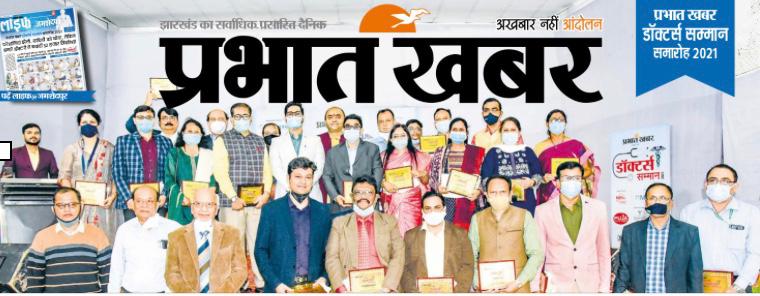 लाइफ जमशेदपुर
पढ़ें लाइफ@जमशेदपुर
झारखंड का सर्वाधिक प्रसारित दैनिक
अखबार नहीं आंदोलन
प्रभात खबर
प्रभात खबर
डॉक्टर्स सम्मान
समारोह 2021
प्रभात खबर
डॉक्टर्स
सम्मान